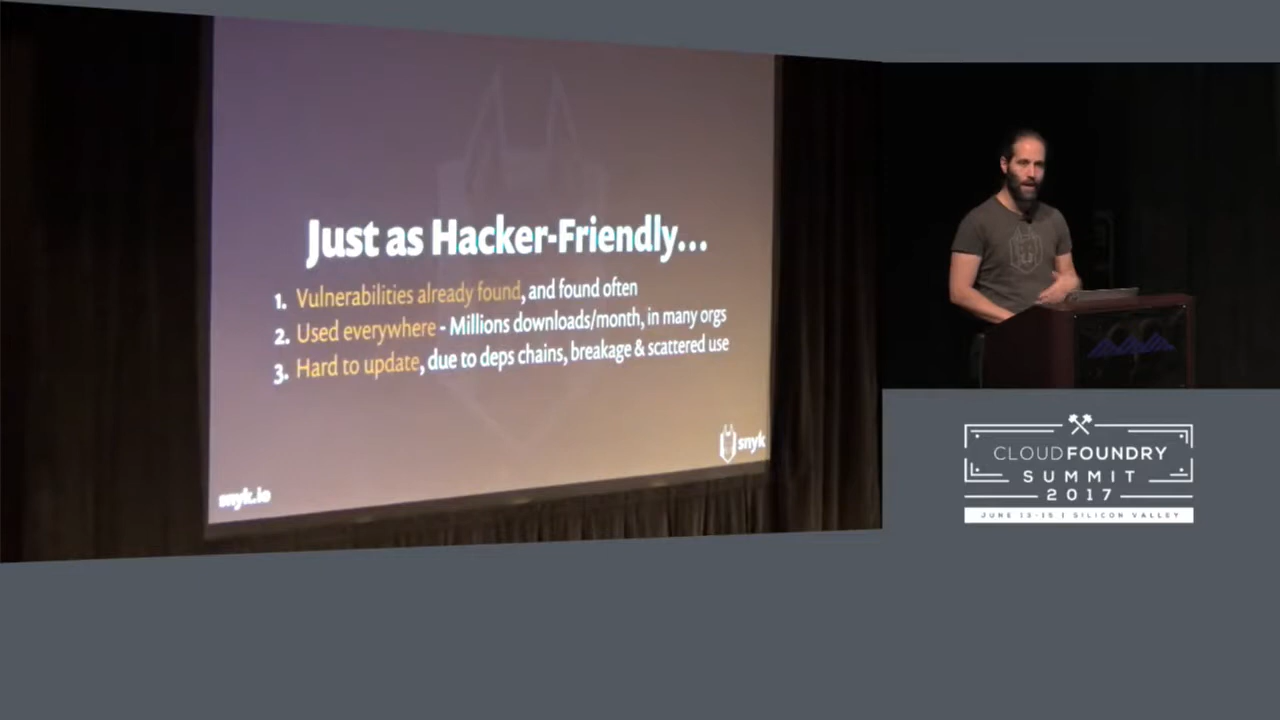 Just as Hacker-Friendly...
1. Vulnerabilities already found, and found often
2. Used everywhere - Millions downloads/month, in many orgs
3. Hard to update, due to deps chains, breakage & scattered use
snyk
snyk.io
CLOUD FOUNDRY
SUMMIT
2017
JUNE 13-15 | SILICON VALLEY